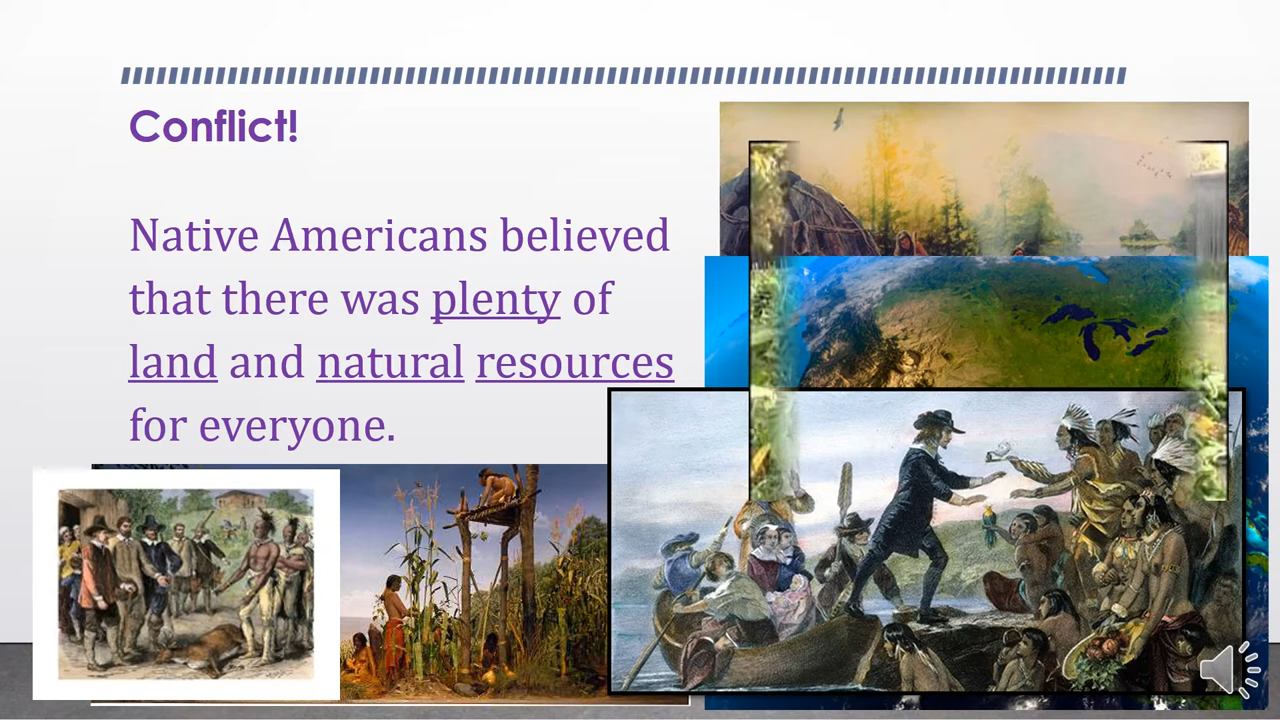 Conflict!
Native Americans believed
that there was plenty of
land and natural resources
for everyone.